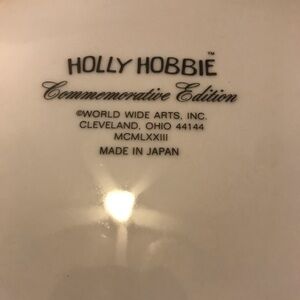 HOLLY HOBBIE™
Commemorative Edition
©WORLD WIDE ARTS, INC.
CLEVELAND, OHIO 44144
MCMLXXIII
MADE IN JAPAN